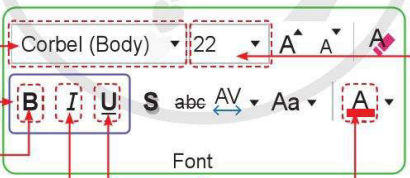 Corbel (Body) 22 A A A
B I U S abc AV Aa A
Font